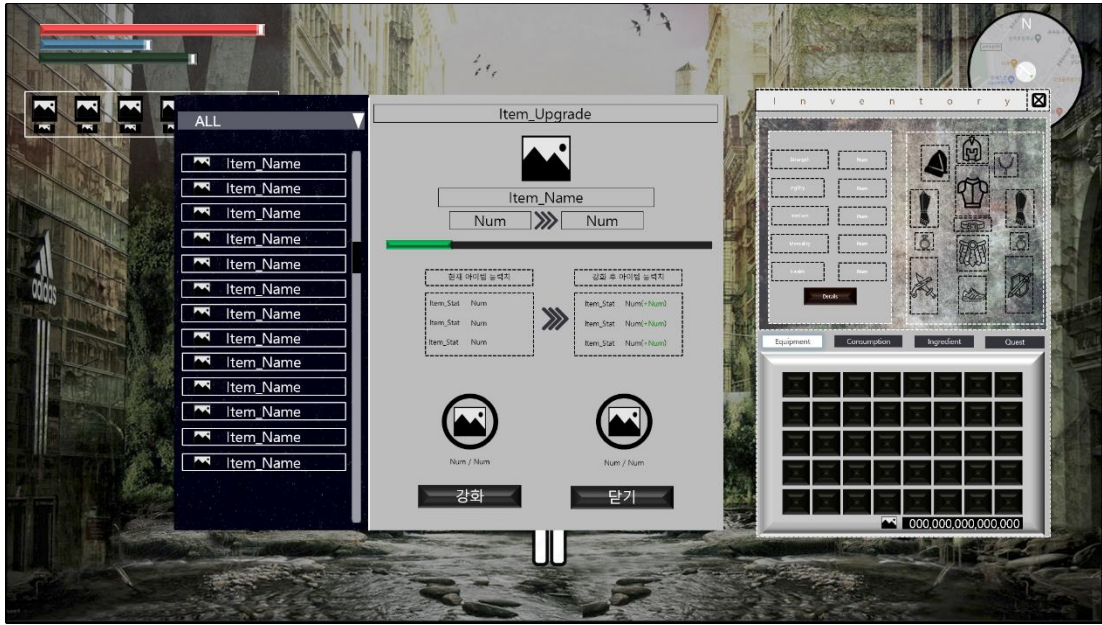 N
ALL
Item_Name
Item_Name
Item_Name
Item_Name
Item_Name
Item_Name
Item_Name
Item_Name
Item_Name
Item_Name
Item_Name
Item_Name
Item_Name
adidas
Item_Upgrade
Item_Name
Num Num
현재 아이템 능력치
Item_Stat Num
Item_Stat Num
Item_Stat Num
강화 후 아이템 능력치
Item_Stat Num(+Num)
Item_Stat Num(+Num)
Item_Stat Num(+Num)
Num / Num
Num / Num
강화
닫기
Inventory
Strength Num
Agility Num
Num
Num
Num
Details
Equipment Consumption Ingredient Quest
000,000,000,000,000